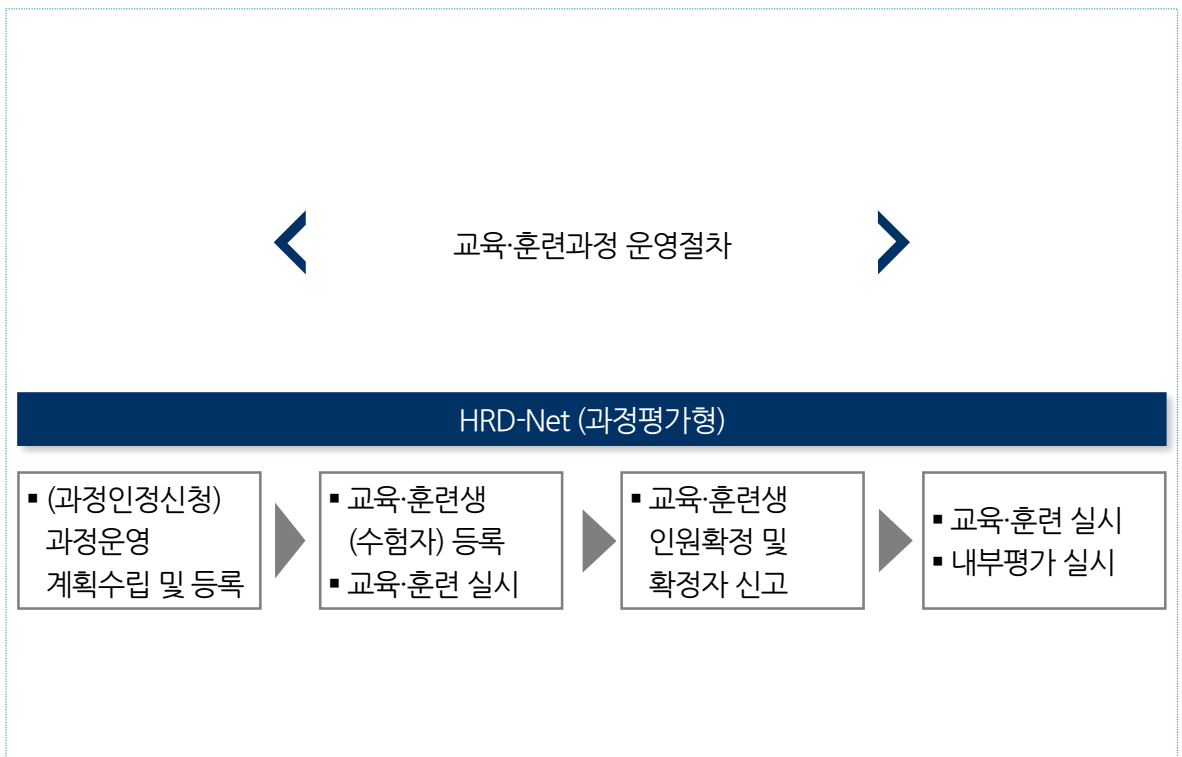 교육·훈련과정 운영절차
HRD-Net (과정평가형)
▪ (과정인정신청)
과정운영
계획수립 및 등록
▪ 교육·훈련생
(수험자) 등록
▪ 교육·훈련 실시
▪ 교육·훈련생
인원확정 및
확정자 신고
▪ 교육·훈련 실시
▪ 내부평가 실시